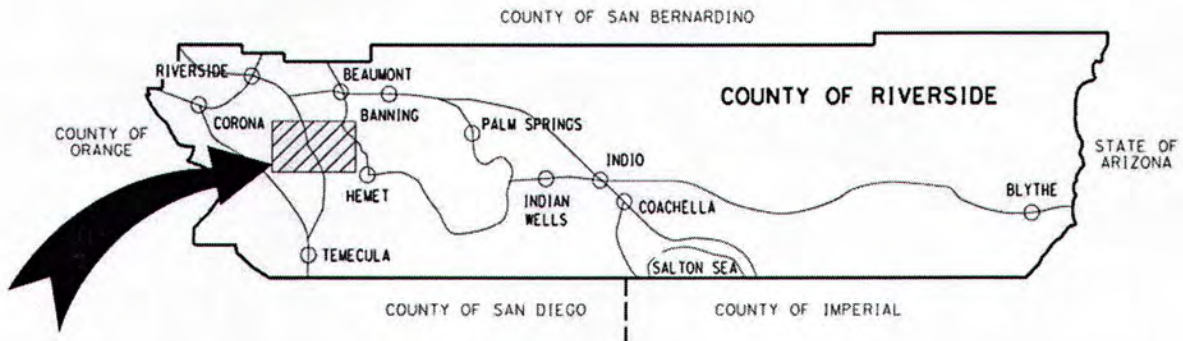 COUNTY OF SAN BERNARDINO
RIVERSIDE
BEAUMONT
COUNTY OF RIVERSIDE
CORONA
BANNING
PALM SPRINGS
COUNTY OF
ORANGE
STATE OF
ARIZONA
INDIO
HEMET
INDIAN
WELLS
COACHELLA
BLYTHE
TEMECULA
SALTON SEA
COUNTY OF SAN DIEGO
COUNTY OF IMPERIAL